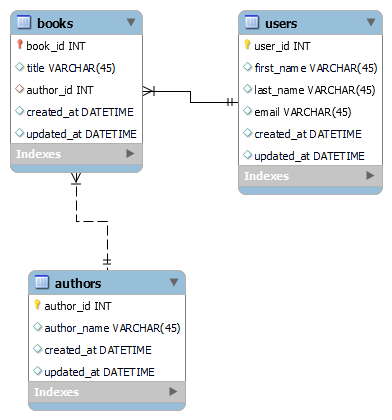 books
book_id INT
title VARCHAR(45)
author_id INT
created_at DATETIME
updated_at DATETIME
Indexes
users
user_id INT
first_name VARCHAR(45)
last_name VARCHAR(45)
email VARCHAR(45)
created_at DATETIME
updated_at DATETIME
Indexes
authors
author_id INT
author_name VARCHAR(45)
created_at DATETIME
updated_at DATETIME
Indexes